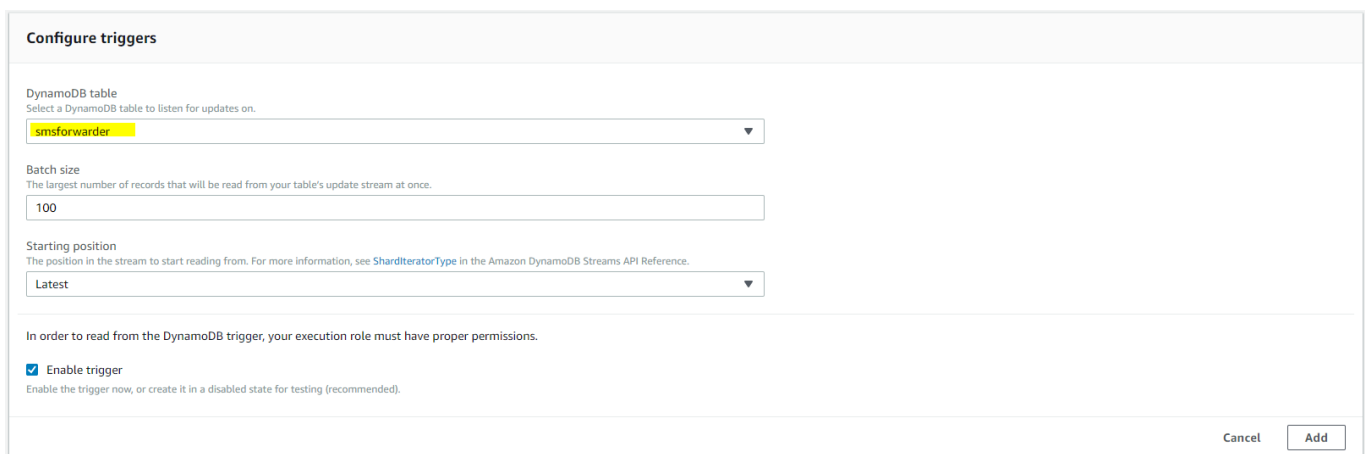 Configure triggers
DynamoDB table
Select a DynamoDB table to listen for updates on.
smsforwarder
Batch size
The largest number of records that will be read from your table's update stream at once.
100
Starting position
The position in the stream to start reading from. For more information, see ShardIteratorType in the Amazon DynamoDB Streams API Reference.
Latest
In order to read from the DynamoDB trigger, your execution role must have proper permissions.
Enable trigger
Enable the trigger now, or create it in a disabled state for testing (recommended).
Cancel Add